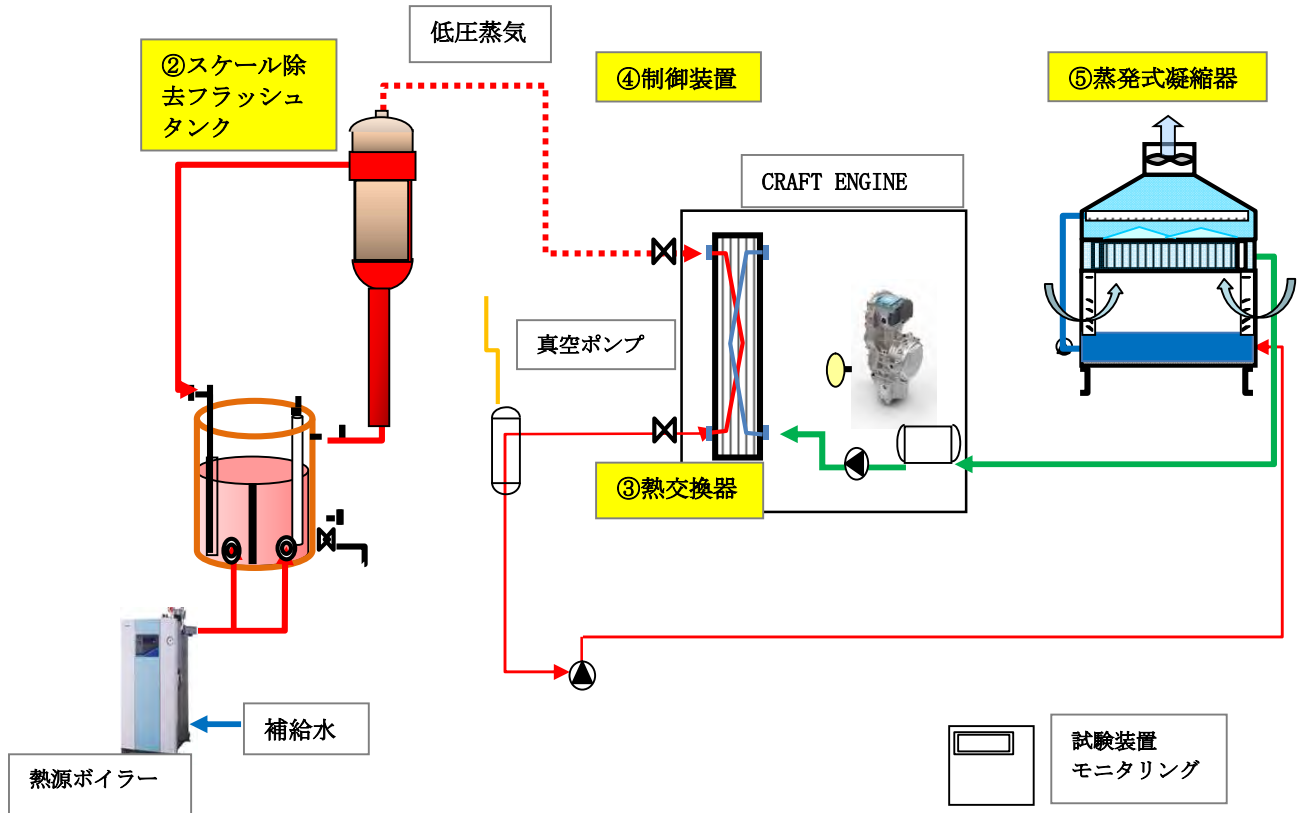 低圧蒸気
②スケール除
去フラッシュ
タンク
④制御装置
⑤蒸発式凝縮器
CRAFT ENGINE
真空ポンプ
③熱交換器
補給水
熱源ボイラー
試験装置
モニタリング